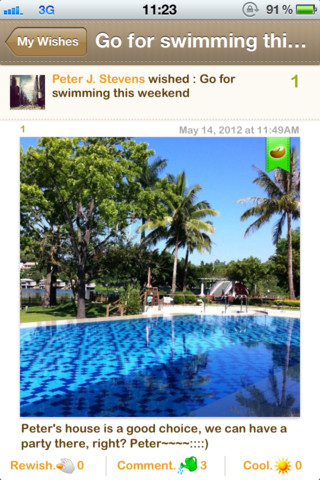 3G 11:23 91%
My Wishes Go for swimming thi...
Peter J. Stevens wished : Go for 1
swimming this weekend
1 May 14, 2012 at 11:49AM
Peter's house is a good choice, we can have a
party there, right? Peter~~~~::::)
Rewish. 0 Comment. 3 Cool. 0